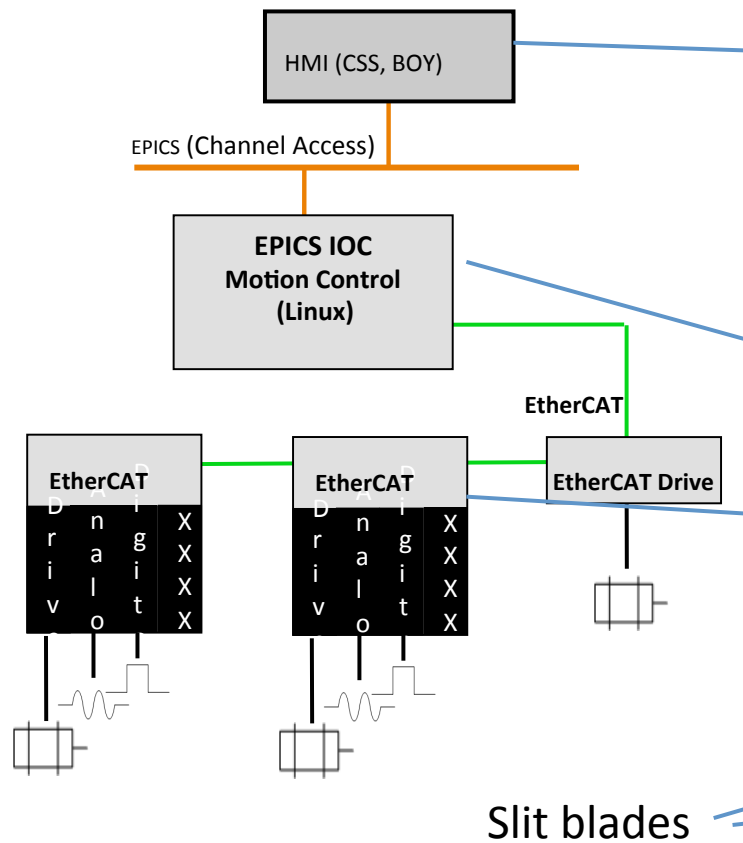 HMI (CSS, BOY)
EPICS (Channel Access)
EPICS IOC
Motion Control
(Linux)
EtherCAT
EtherCAT
Driv
Analo
Digit
XXXX
EtherCAT
Driv
Analo
Digit
XXXX
EtherCAT Drive
Slit blades